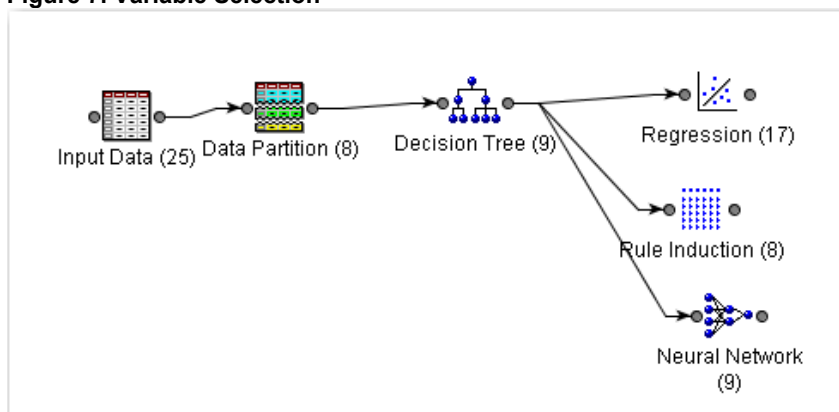 Figure 7. Variable Selection
Input Data (25)
Data Partition (8)
Decision Tree (9)
Regression (17)
Rule Induction (8)
Neural Network
(9)